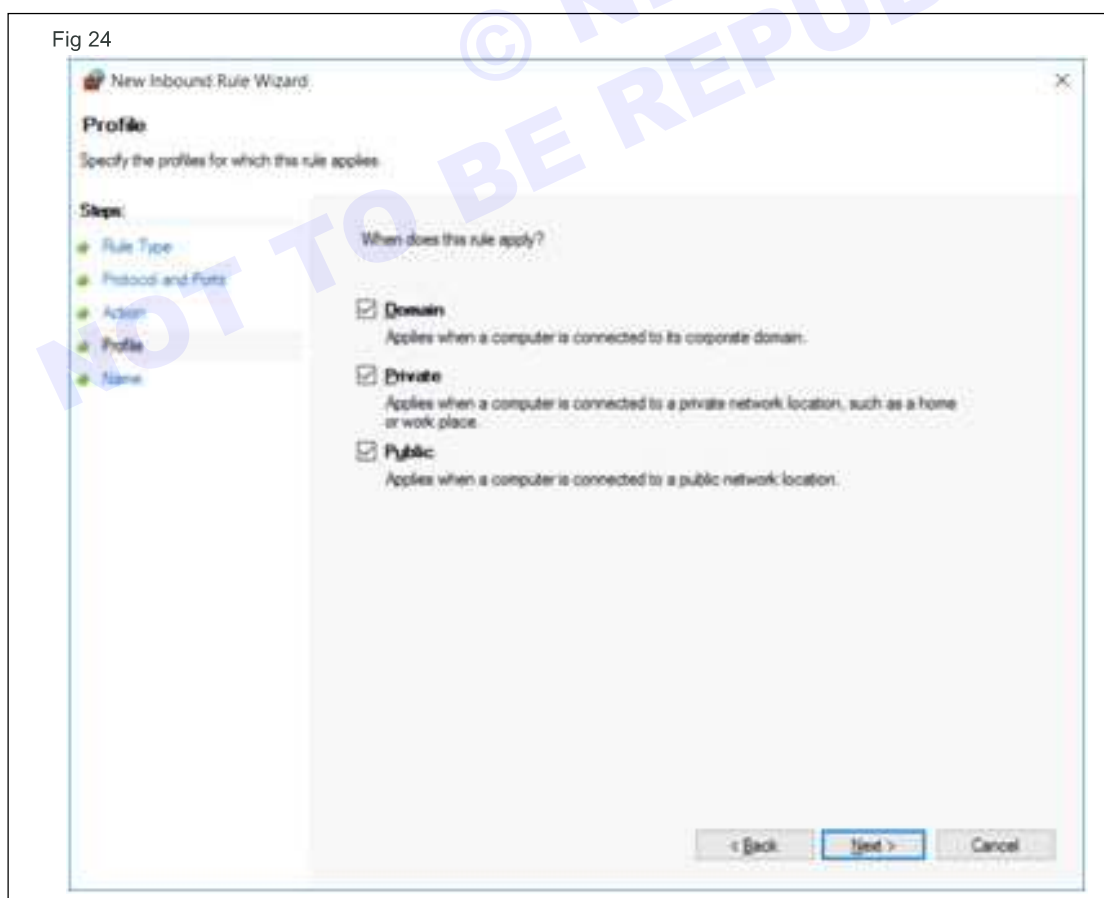 Fig 24
New Inbound Rule Wizard
Profile
Specify the profiles for which this rule applies.
Steps:
Rule Type
Protocol and Ports
Action
Profile
Name
When does this rule apply?
Domain
Applies when a computer is connected to its corporate domain.
Private
Applies when a computer is connected to a private network location, such as a home
or work place.
Public
Applies when a computer is connected to a public network location.
< Back
Next >
Cancel
©
NOT TO BE